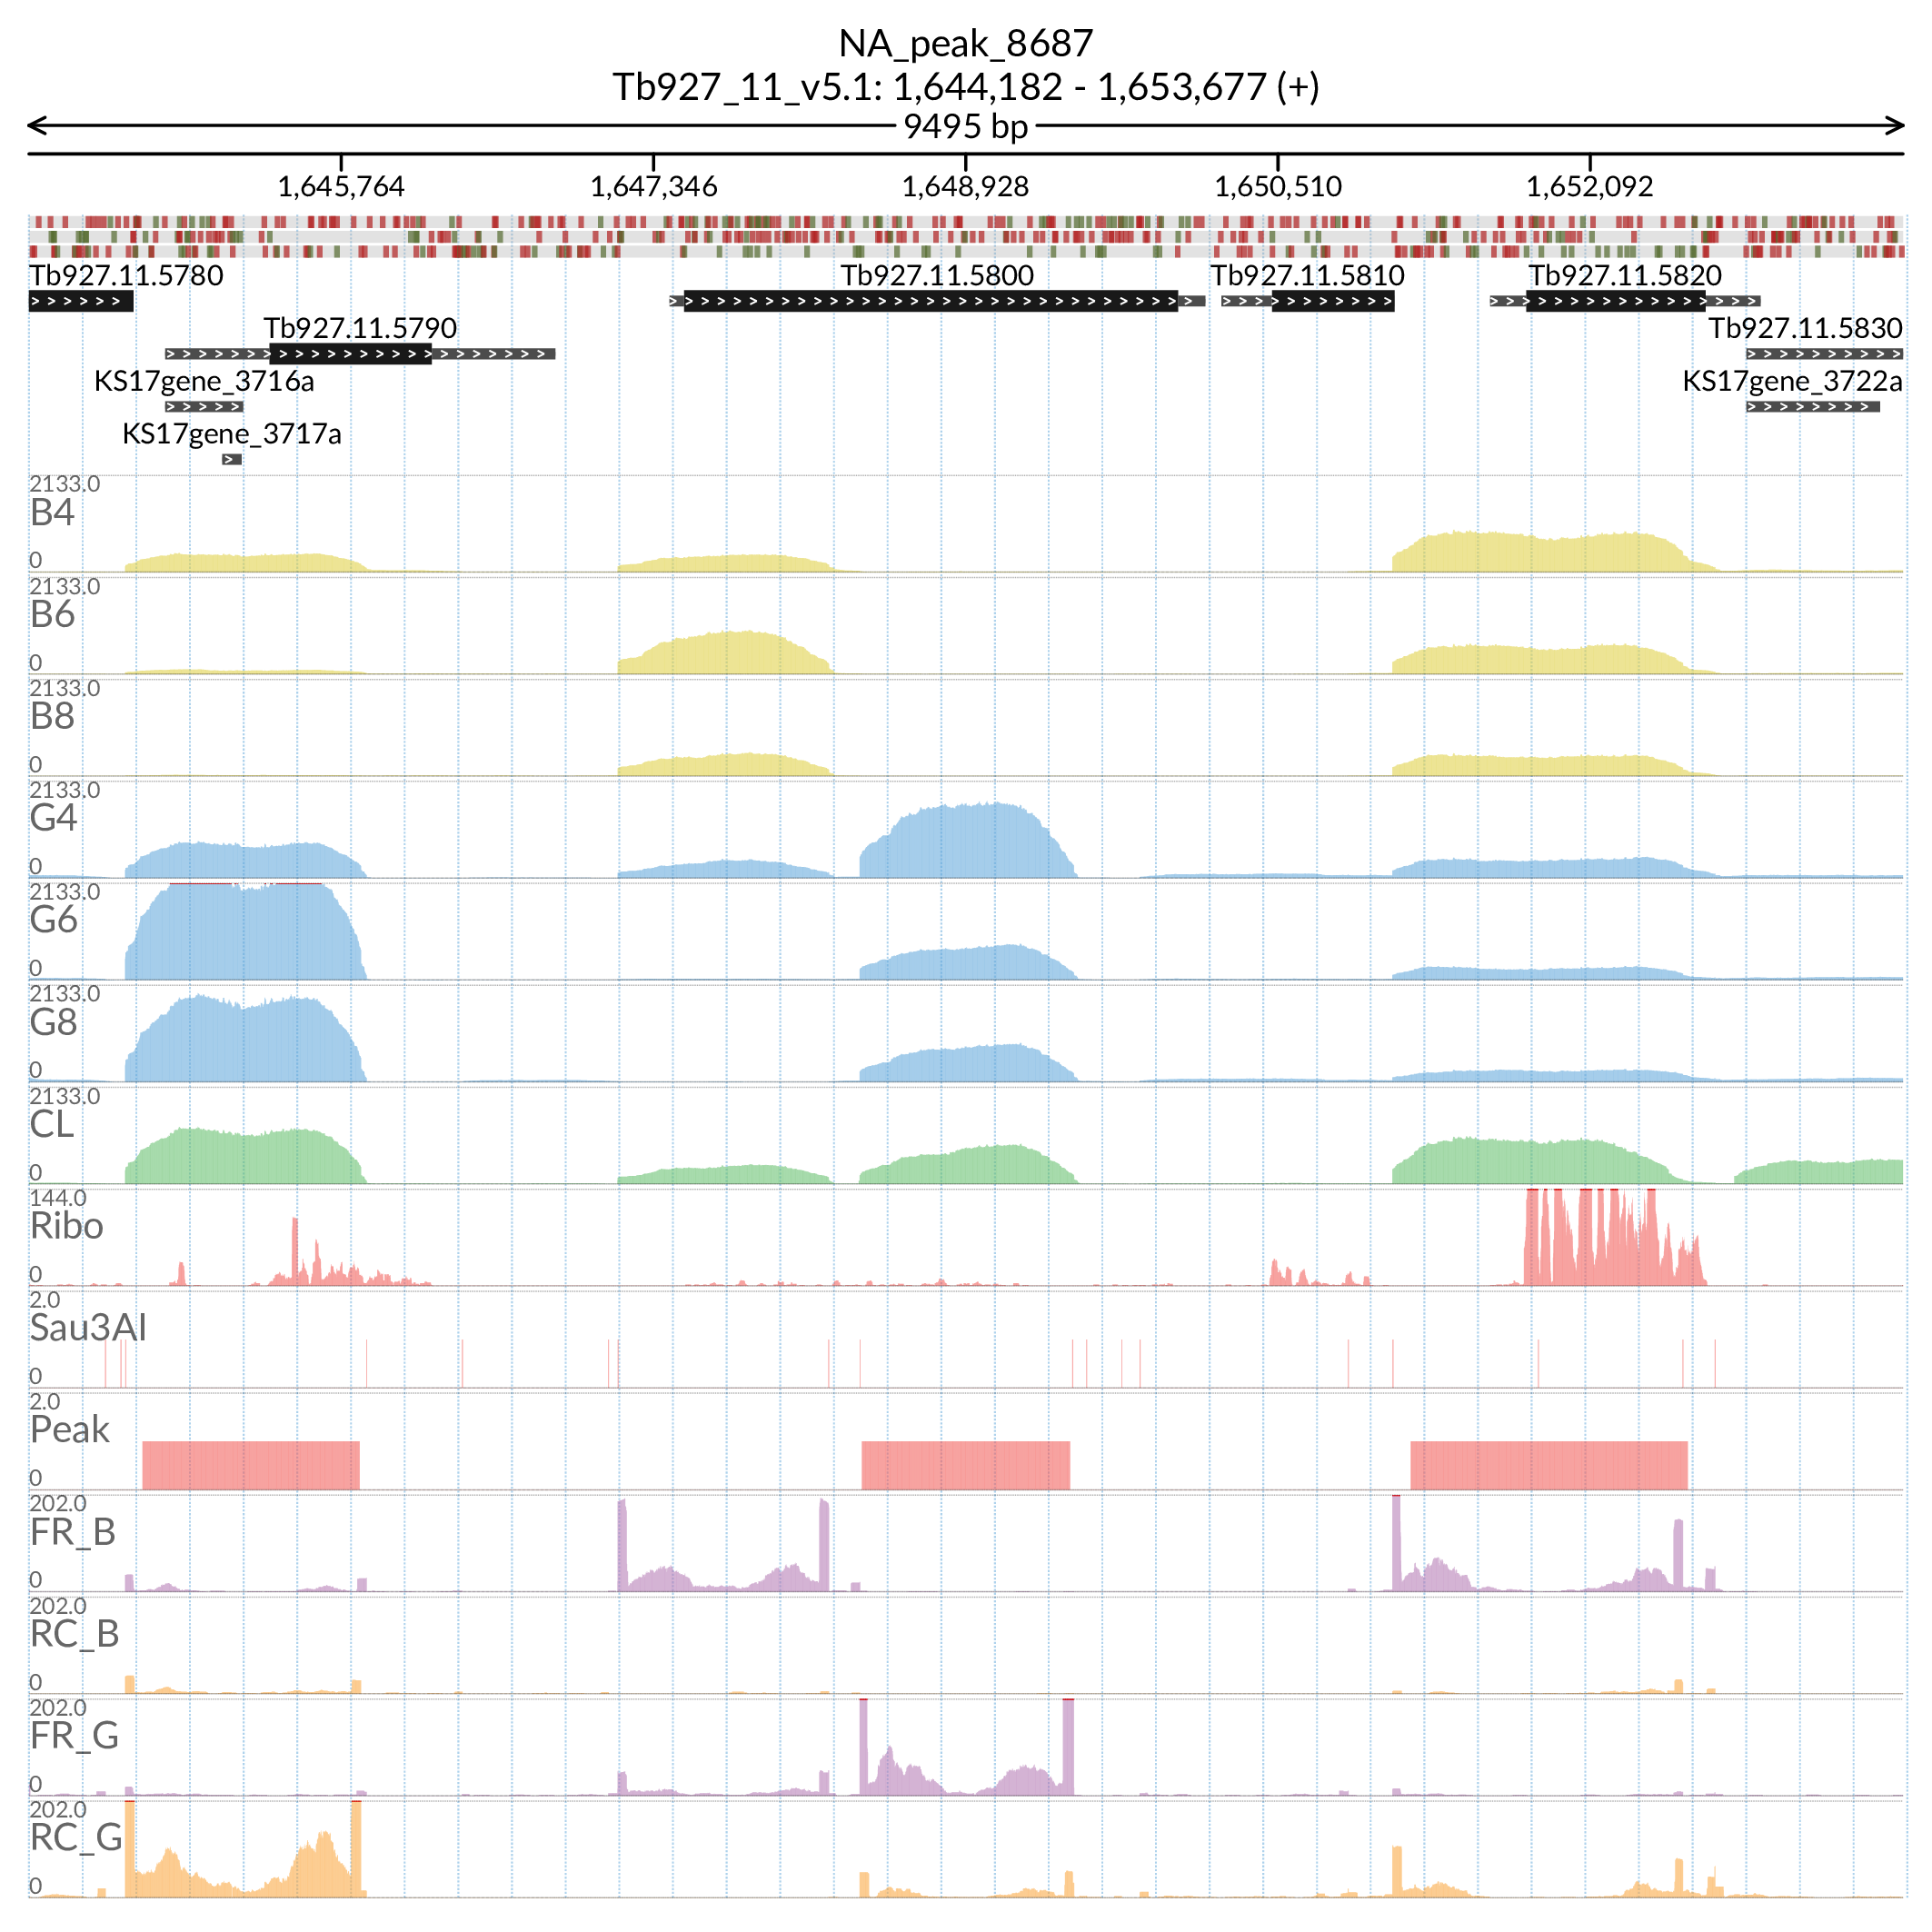 NA_peak_8687
Tb927_11_v5.1: 1,644,182 - 1,653,677 (+)
9495 bp
1,645,764 1,647,346 1,648,928 1,650,510 1,652,092
Tb927.11.5780 Tb927.11.5800 Tb927.11.5810 Tb927.11.5820
Tb927.11.5790 Tb927.11.5830
KS17gene_3716a KS17gene_3722a
KS17gene_3717a
2133.0
B4
0
2133.0
B6
0
2133.0
B8
0
2133.0
G4
0
2133.0
G6
0
2133.0
G8
0
2133.0
CL
0
144.0
Ribo
0
2.0
Sau3AI
0
2.0
Peak
0
202.0
FR_B
0
202.0
RC_B
0
202.0
FR_G
0
202.0
RC_G
0